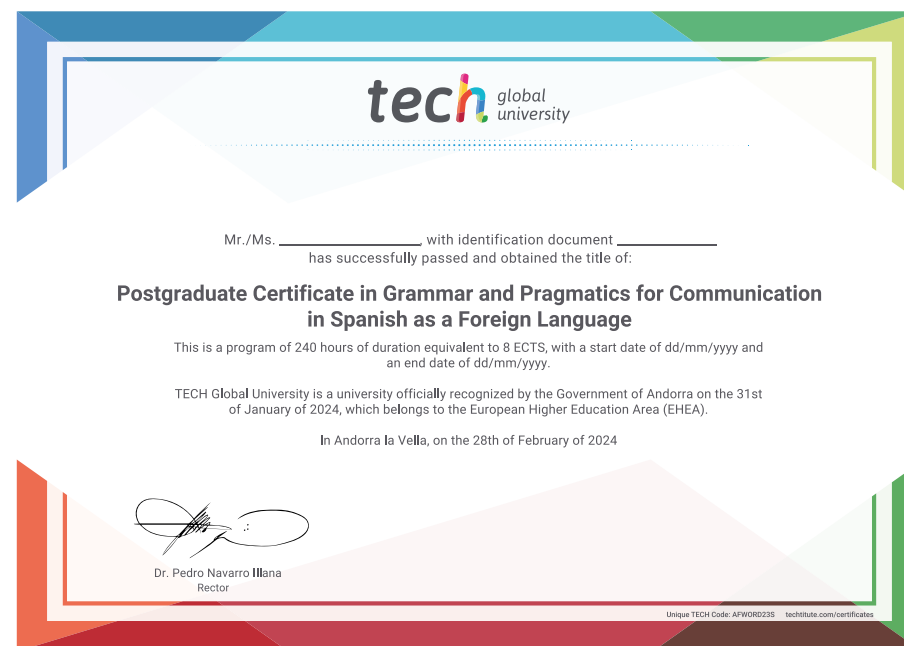 tech global university
Mr./Ms. ____________, with identification document ____________
has successfully passed and obtained the title of:
Postgraduate Certificate in Grammar and Pragmatics for Communication
in Spanish as a Foreign Language
This is a program of 240 hours of duration equivalent to 8 ECTS, with a start date of dd/mm/yyyy and
an end date of dd/mm/yyyy.
TECH Global University is a university officially recognized by the Government of Andorra on the 31st
of January of 2024, which belongs to the European Higher Education Area (EHEA).
In Andorra la Vella, on the 28th of February of 2024
Dr. Pedro Navarro Illana
Rector
Unique TECH Code: AFWORD23S techtitute.com/certificates